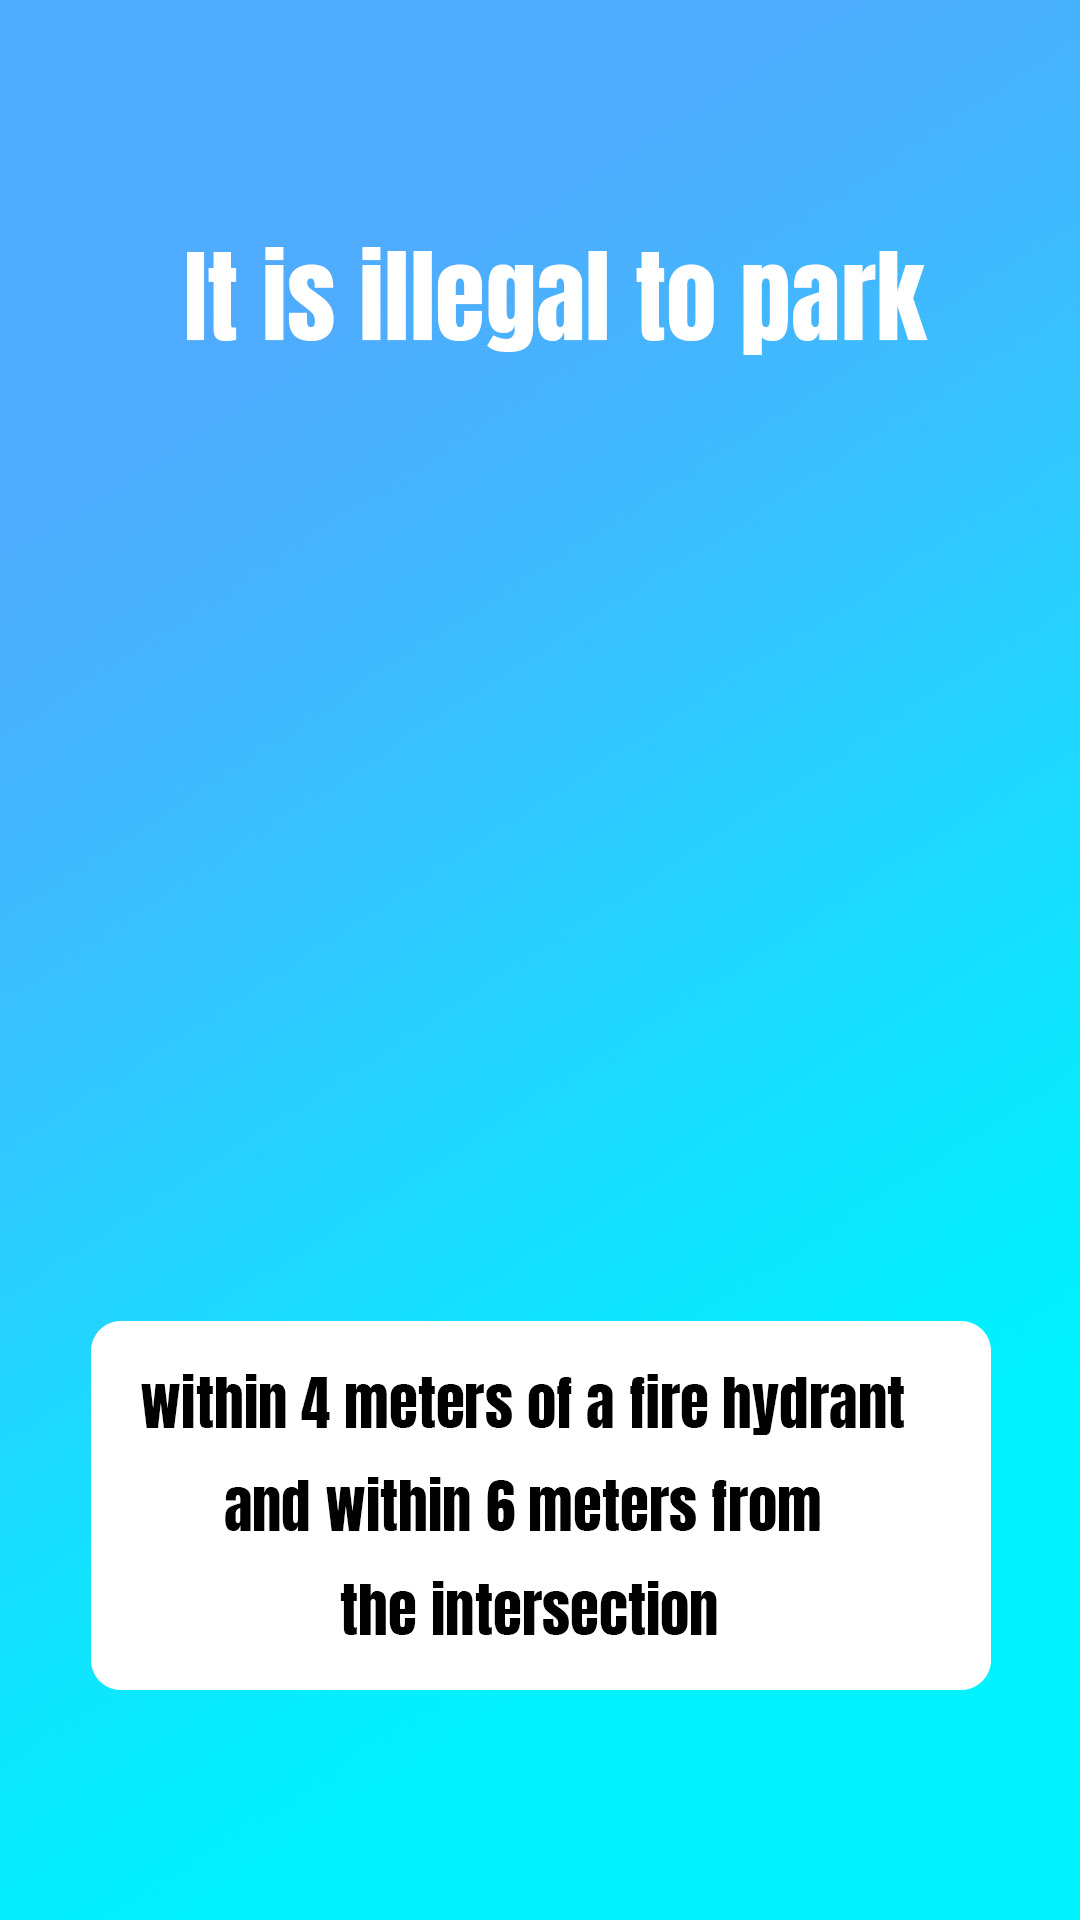 It is illegal to park
within 4 meters of a fire hydrant
and within 6 meters from
the intersection